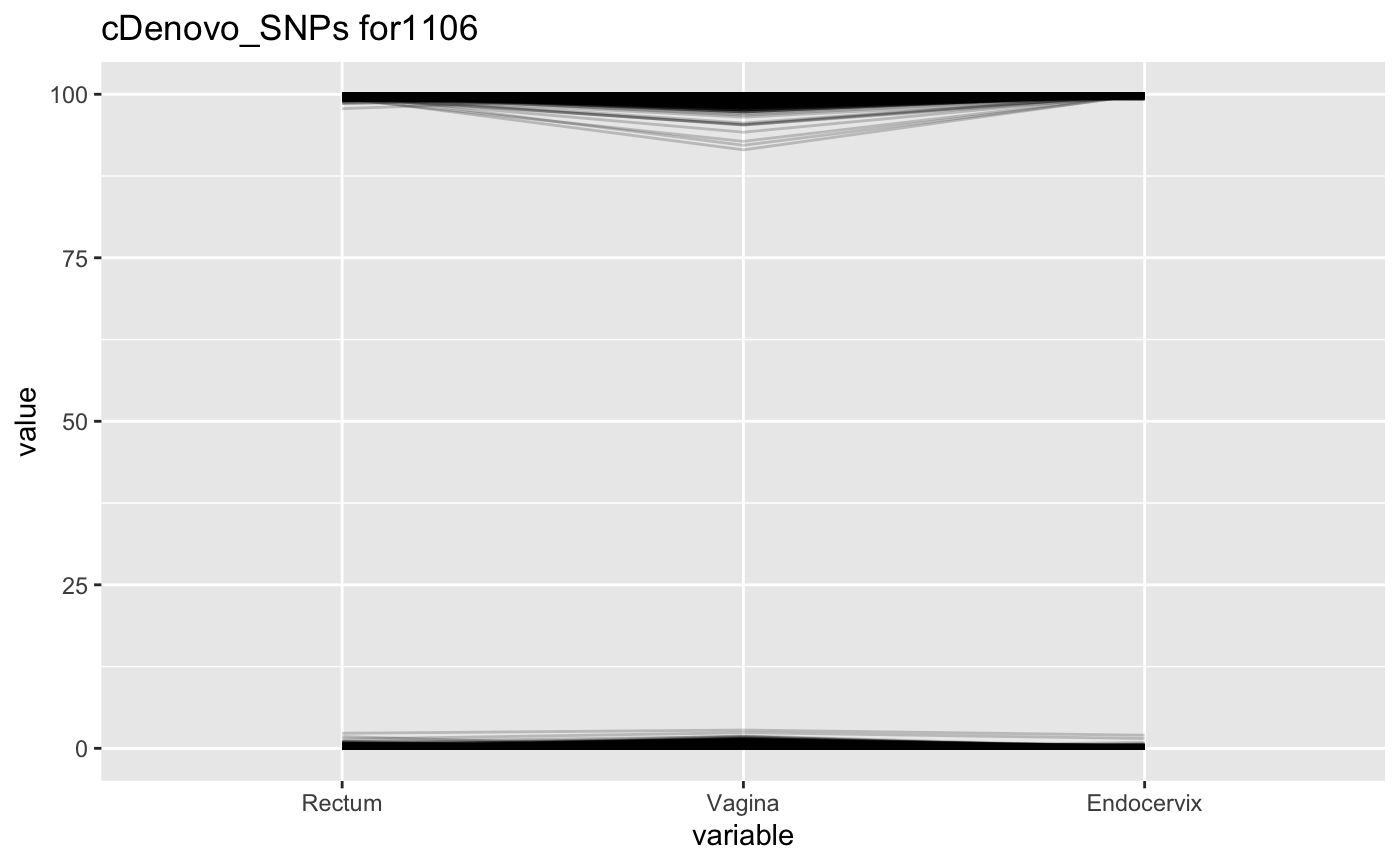 cDenovo_SNPs for1106
100
75
50
25
0
value
Rectum
Vagina
Endocervix
variable